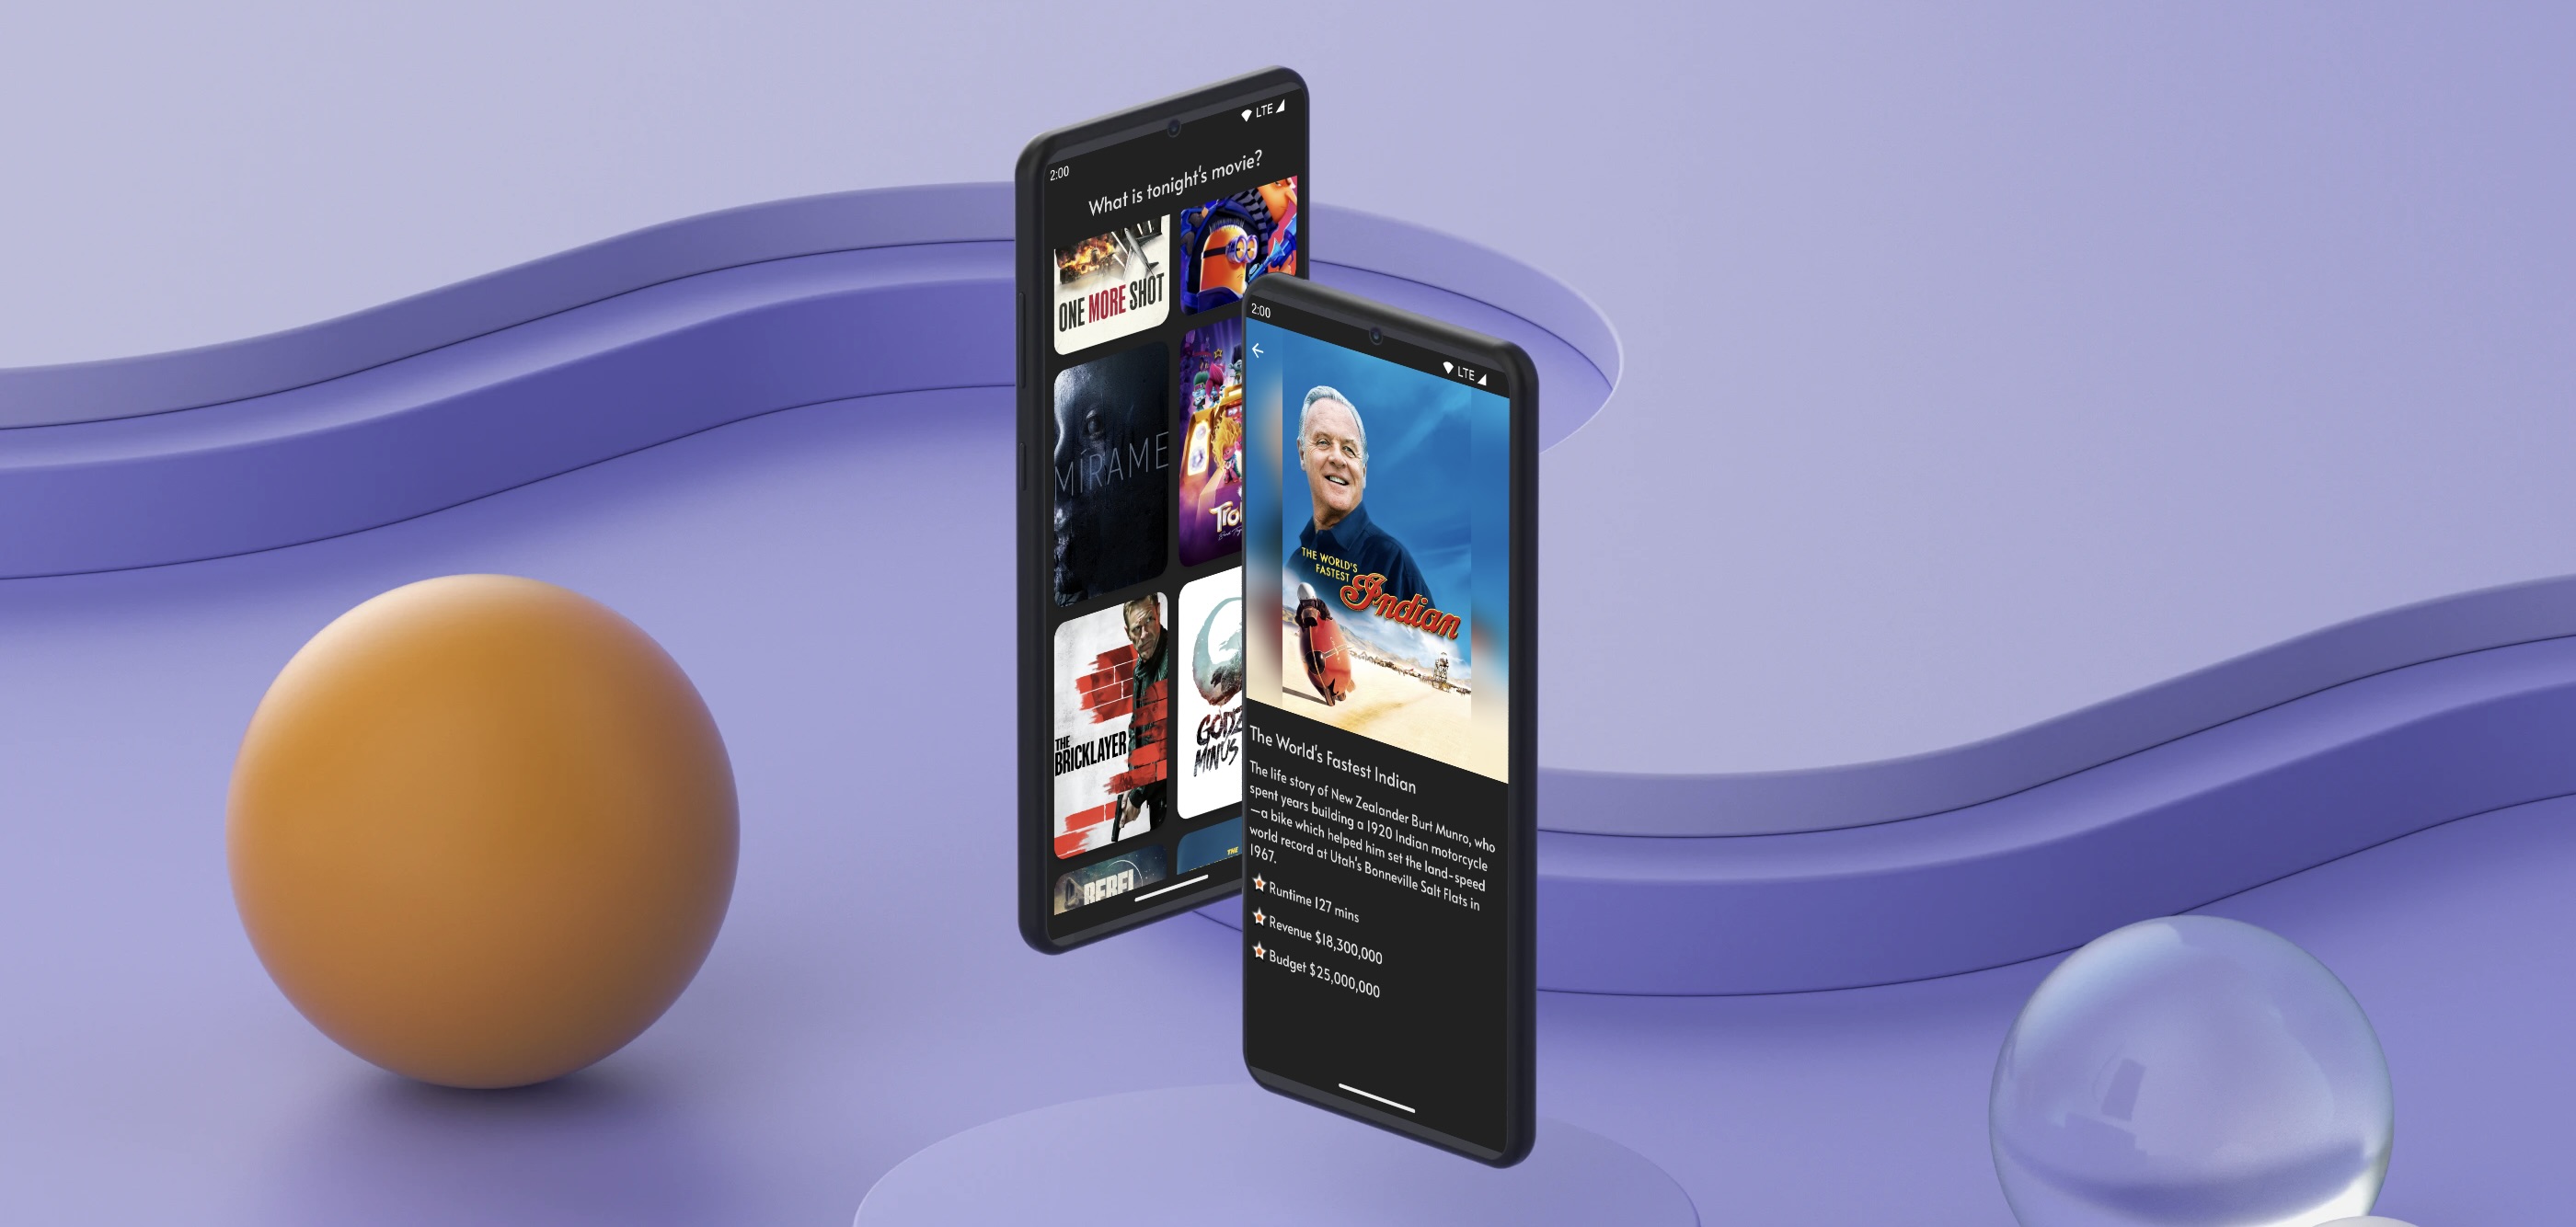 LTE
2:00
What is tonight's movie?
ONE MORE SHOT
MÍRAME
THE
BRICKLAYER
MINUS
THE
REBEL
2:00
LTE
THE WORLD'S
FASTEST
Indian
The World's Fastest Indian
The life story of New Zealander Burt Munro, who
spent years building a 1920 Indian motorcycle
—a bike which helped him set the land-speed
world record at Utah's Bonneville Salt Flats in
1967.
Runtime 127 mins
Revenue $18,300,000
Budget $25,000,000